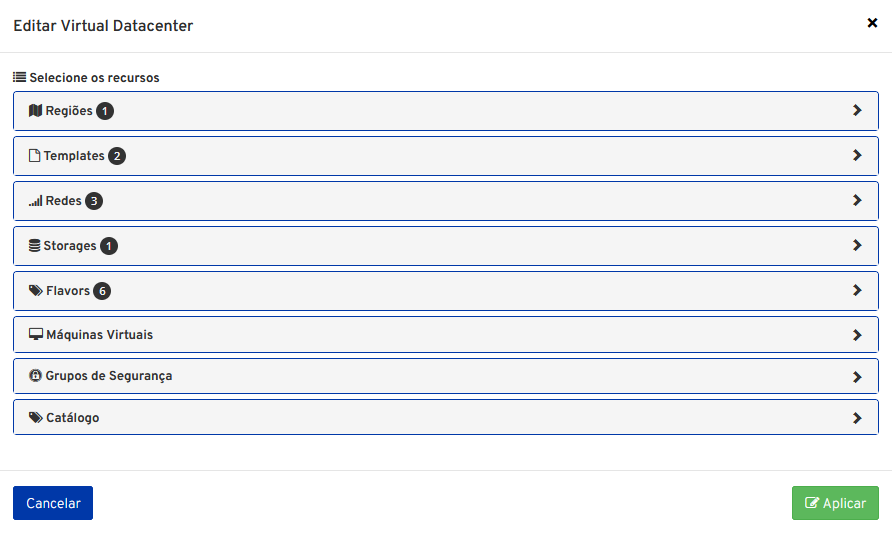 Editar Virtual Datacenter
Selecione os recursos
Regiões 1
Templates 2
Redes 3
Storages 1
Flavors 6
Máquinas Virtuais
Grupos de Segurança
Catálogo
Cancelar
Aplicar